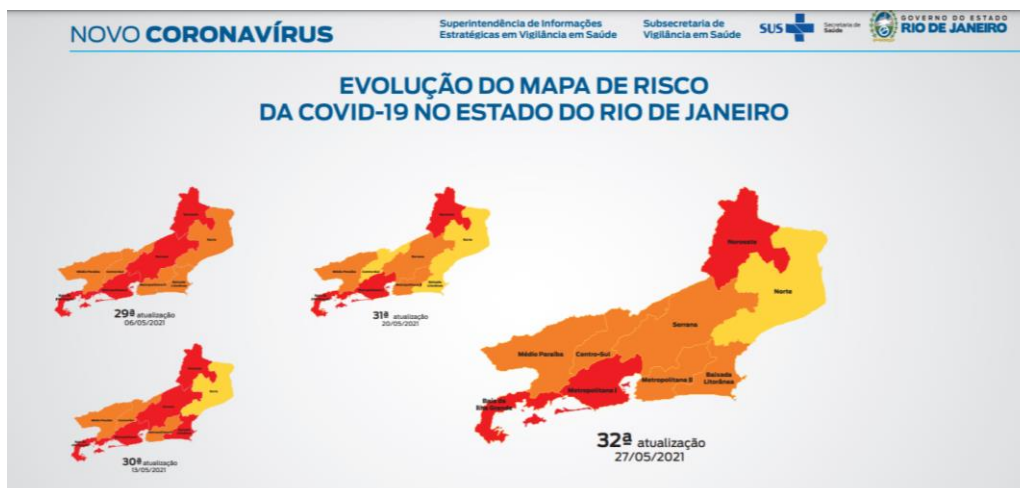 NOVO CORONAVÍRUS
Superintendência de Informações
Estratégicas em Vigilância em Saúde
Subsecretaria de
Vigilância em Saúde
SUS
Secretaria de
Saúde
GOVERNO DO ESTADO
RIO DE JANEIRO
EVOLUÇÃO DO MAPA DE RISCO
DA COVID-19 NO ESTADO DO RIO DE JANEIRO
29ª atualização
06/05/2021
31ª atualização
20/05/2021
30ª atualização
13/05/2021
Noroeste
Norte
Serrana
Médio Paraíba
Centro-Sul
Metropolitana II
Baixada
Litorânea
Metropolitana I
Baía da
Ilha Grande
32ª atualização
27/05/2021